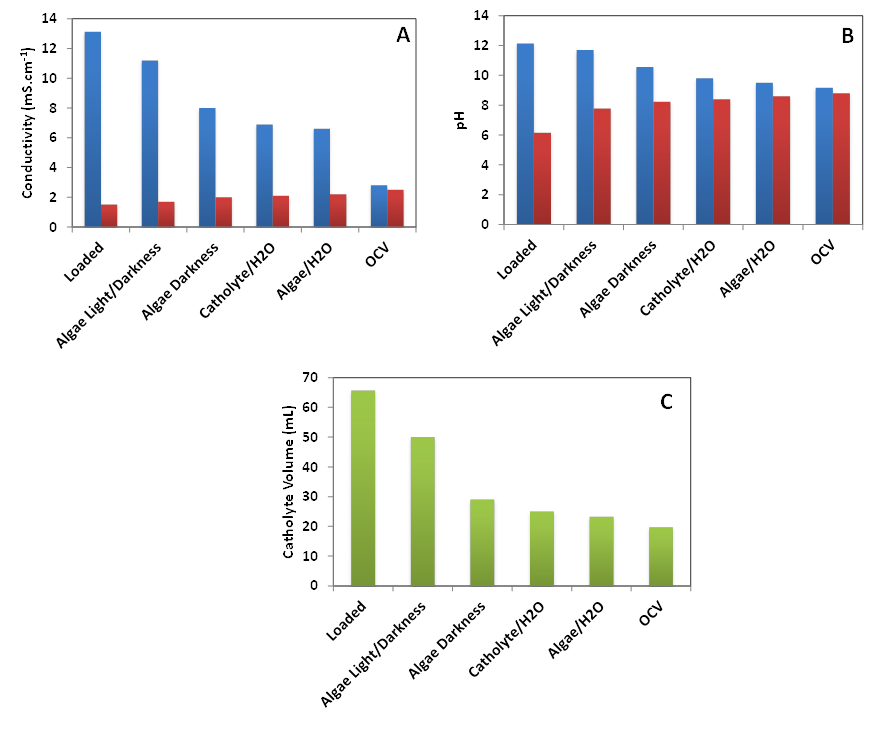 A
Conductivity (mS.cm-1)
14
12
10
8
6
4
2
0
Loaded
Algae Light/Darkness
Algae Darkness
Catholyte/H2O
Algae/H2O
OCV
B
pH
14
12
10
8
6
4
2
0
Loaded
Algae Light/Darkness
Algae Darkness
Catholyte/H2O
Algae/H2O
OCV
C
Catholyte Volume (mL)
70
60
50
40
30
20
10
0
Loaded
Algae Light/Darkness
Algae Darkness
Catholyte/H2O
Algae/H2O
OCV